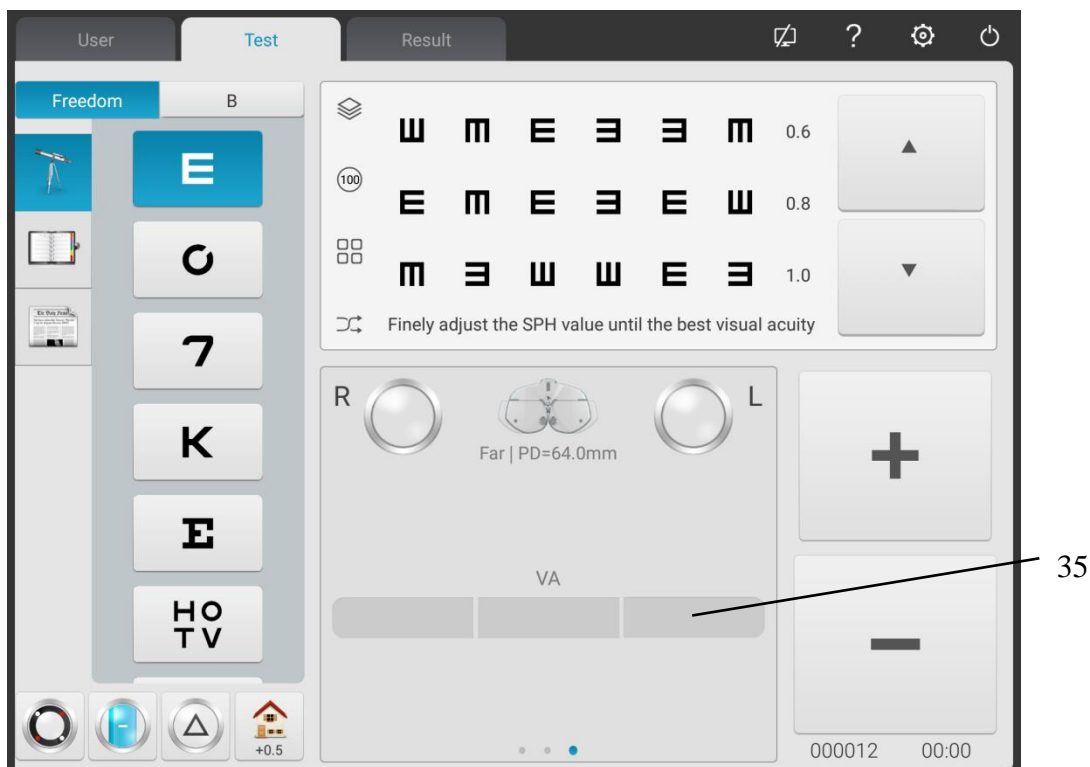 User
Test
Result
?
Freedom
B
E
7
K
E
H O
T V
+0.5
100
0.6
0.8
1.0
Finely adjust the SPH value until the best visual acuity
R
L
Far | PD=64.0mm
VA
+
−
000012 00:00
35